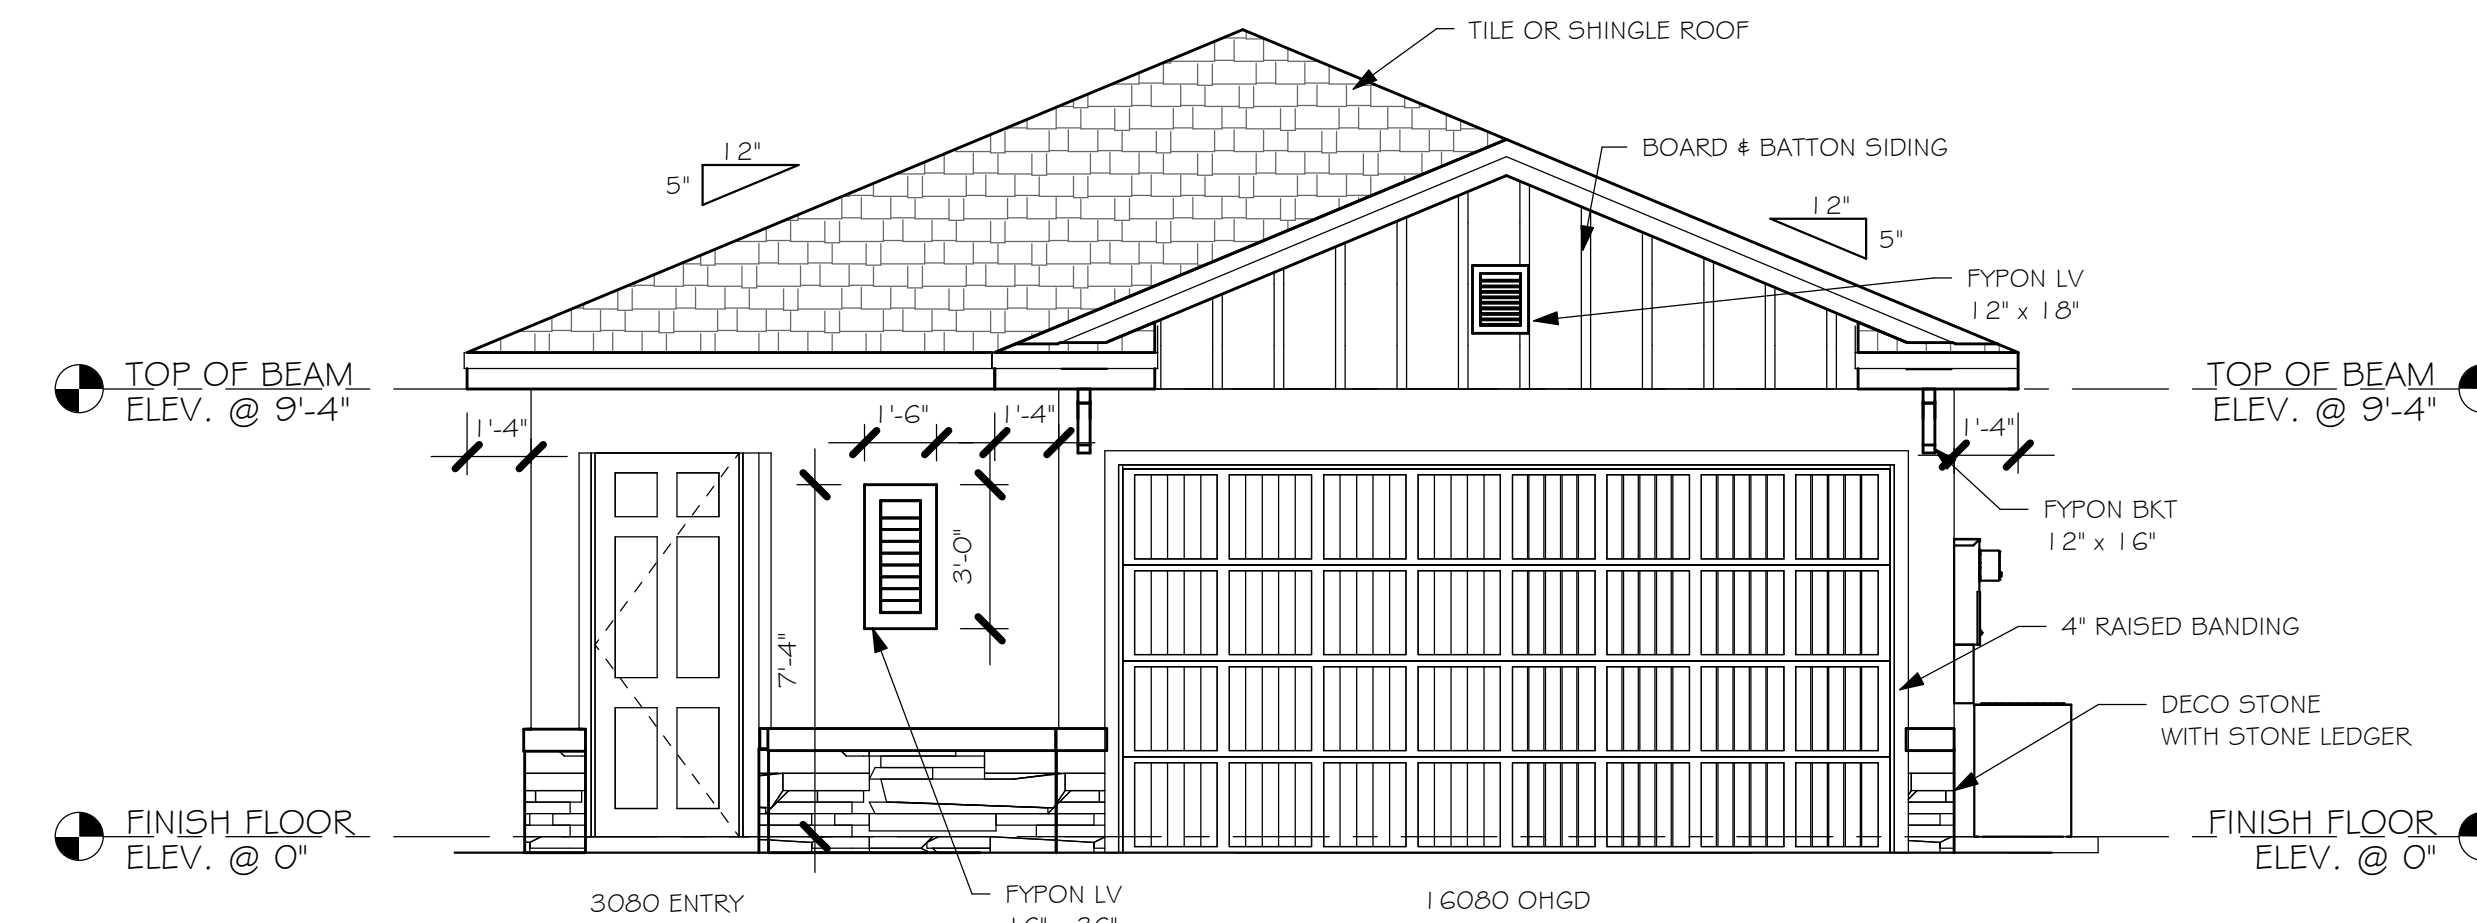 TILE OR SHINGLE ROOF
BOARD & BATTON SIDING
12"
5"
12"
5"
FYPON LV
12" x 18"
TOP OF BEAM
ELEV. @ 9'-4"
TOP OF BEAM
ELEV. @ 9'-4"
1'-4"
1'-6"
1'-4"
1'-4"
FYPON BKT
12" x 16"
3'-0"
7'-4"
4" RAISED BANDING
DECO STONE
WITH STONE LEDGER
FINISH FLOOR
ELEV. @ 0"
FINISH FLOOR
ELEV. @ 0"
3080 ENTRY
FYPON LV
16080 OHGD